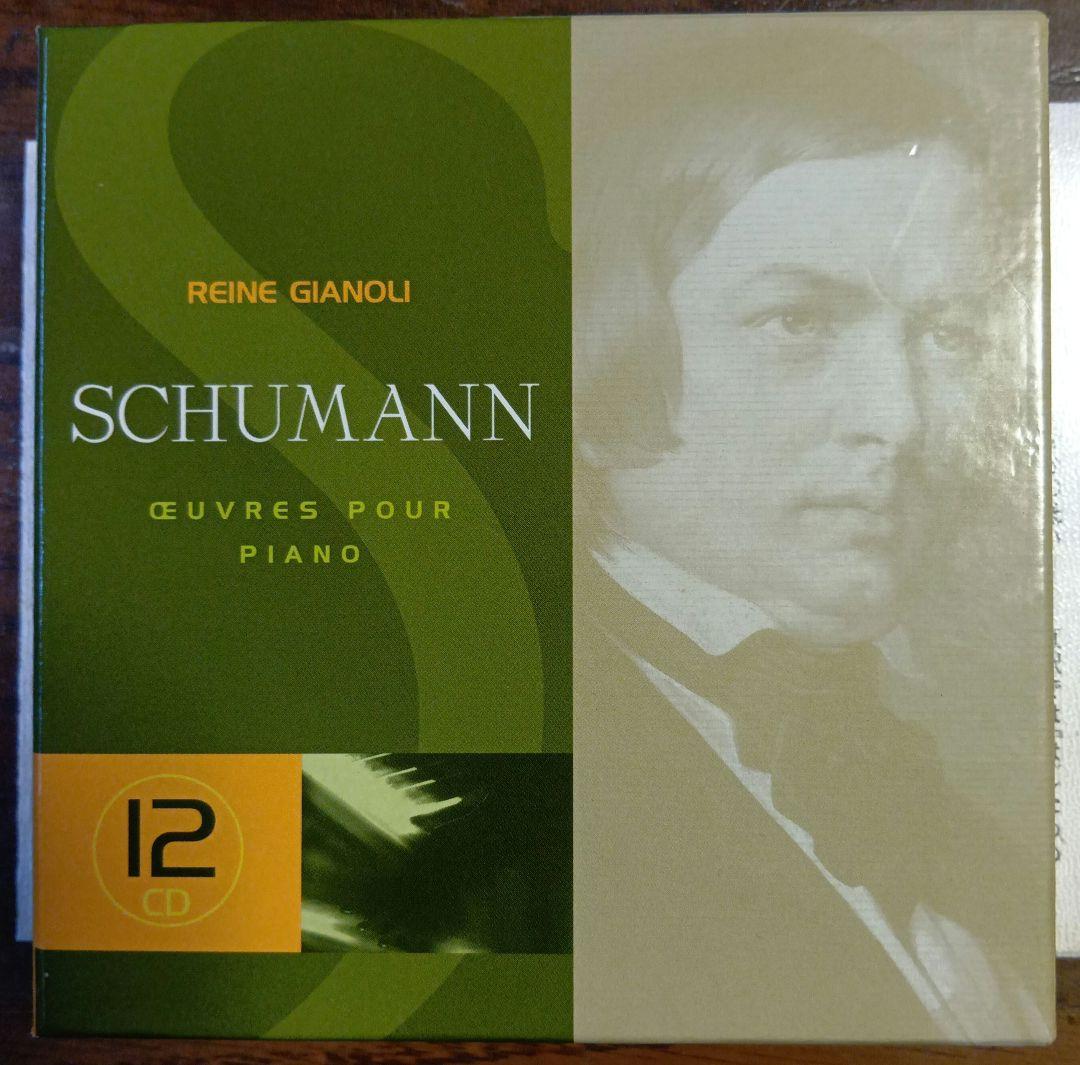 REINE GIANOLI
SCHUMANN
ŒUVRES POUR
PIANO
12
CD